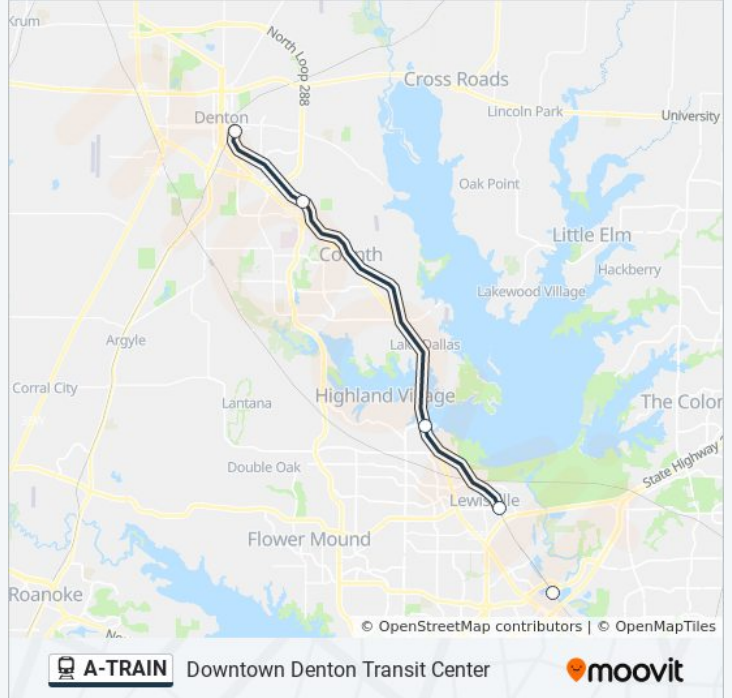 Krum
North Loop 288
Cross Roads
Denton
Lincoln Park
University
Oak Point
Little Elm
Corinth
Hackberry
Lakewood Village
Argyle
Lake Dallas
Corral City
Highland Village
Lantana
The Color
Double Oak
State Highway
Lewisville
Flower Mound
Roanoke
© OpenStreetMap contributors | © OpenMapTiles
A-TRAIN Downtown Denton Transit Center
moovit